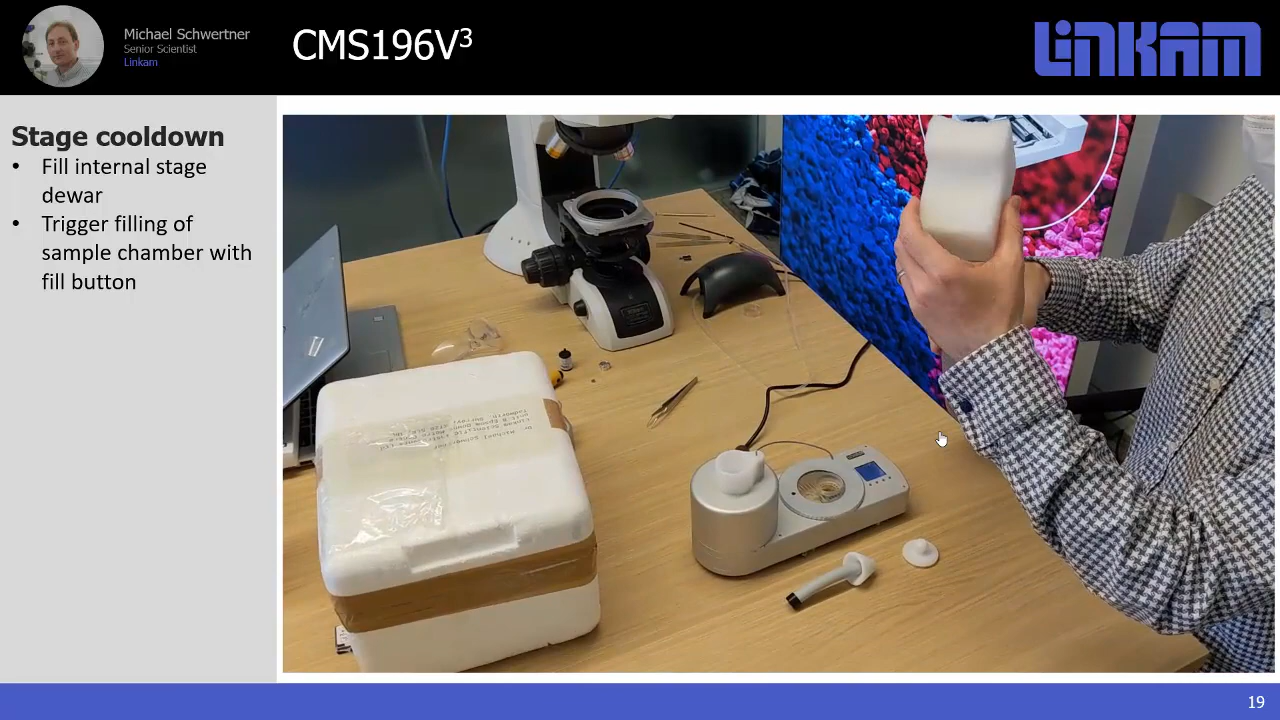 Michael Schwertner
Senior Scientist
Linkam
CMS196V³
LINKAM
Stage cooldown
• Fill internal stage
dewar
• Trigger filling of
sample chamber with
fill button
19